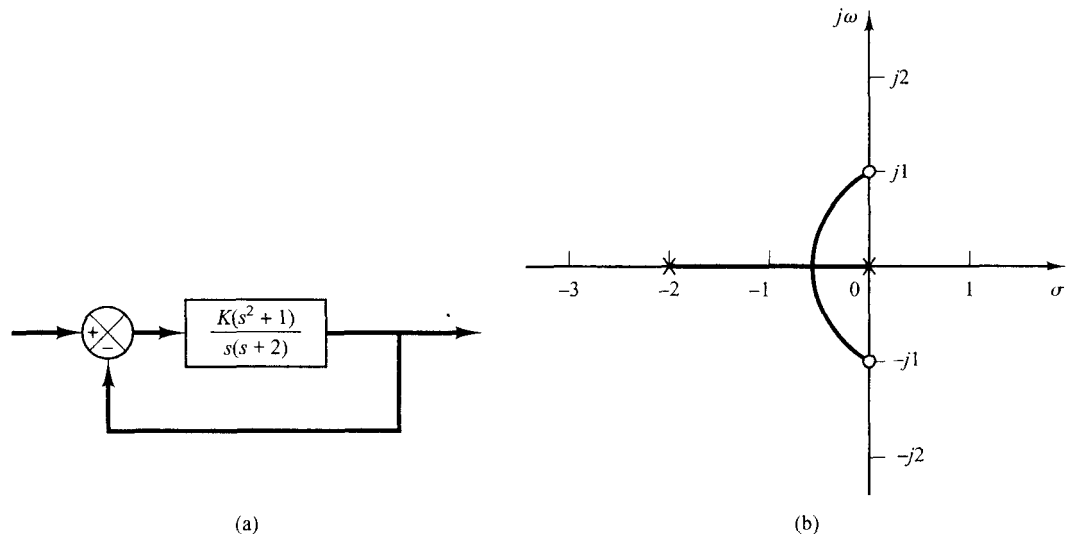 +
−
K(s² + 1)
s(s + 2)
(a)
jω
j2
j1
−3 −2 −1 0 1 σ
−j1
−j2
(b)